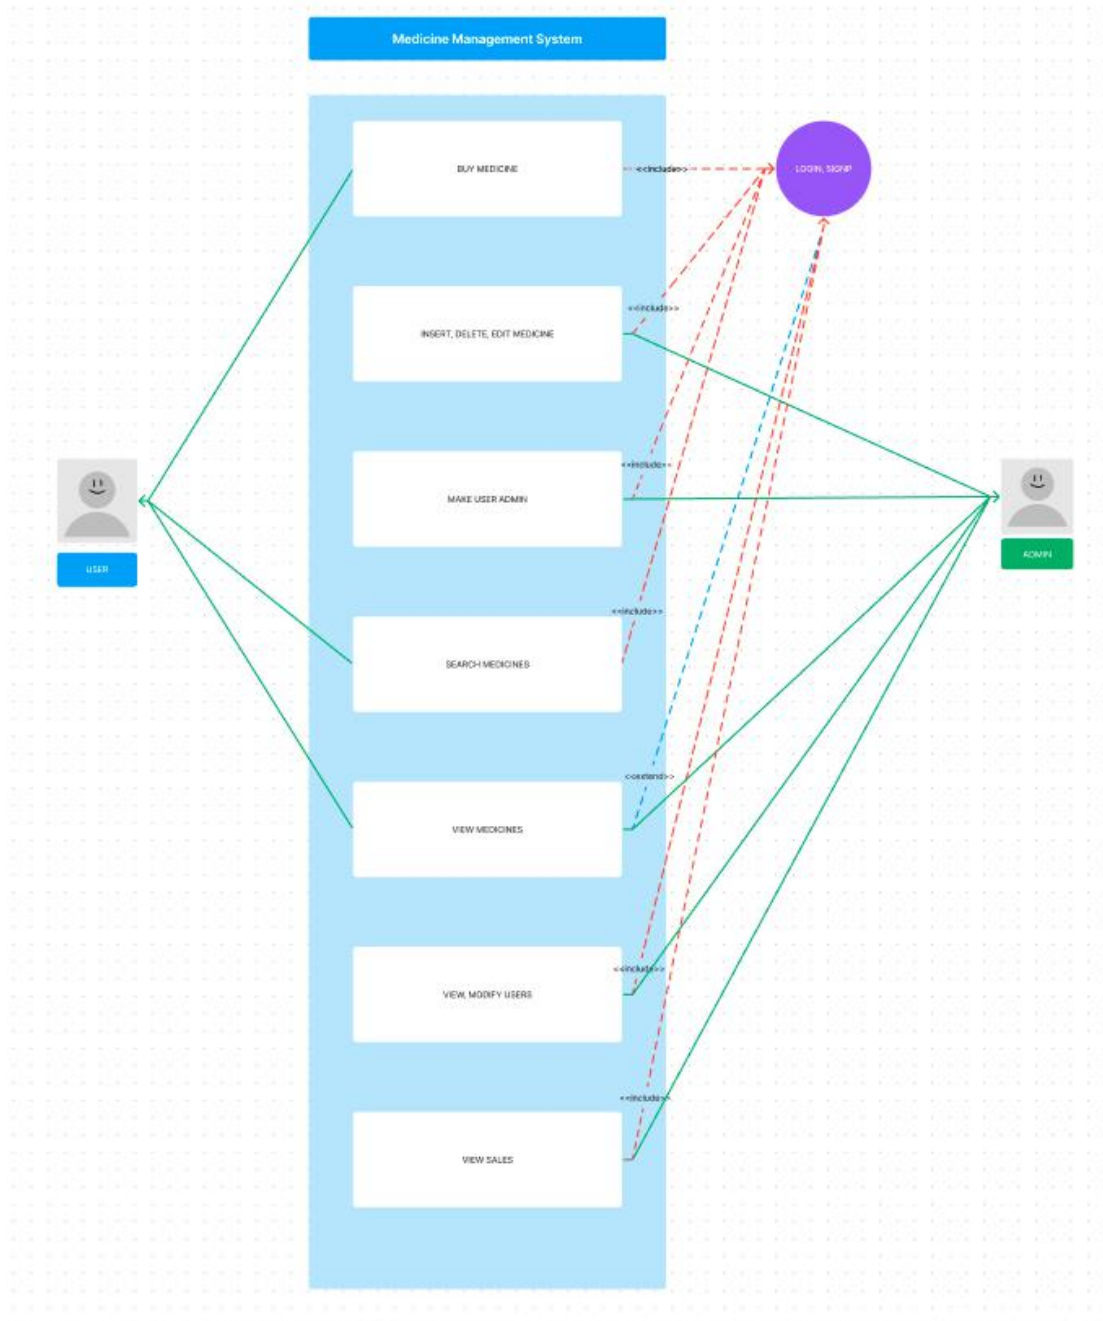 Medicine Management System
BUY MEDICINE
<<include>>
LOGIN, SIGNP
<<include>>
INSERT, DELETE, EDIT MEDICINE
<<include>>
MAKE USER ADMIN
USER
ADMIN
<<include>>
SEARCH MEDICINES
<<extend>>
VIEW MEDICINES
<<include>>
VIEW, MODIFY USERS
<<include>>
VIEW SALES